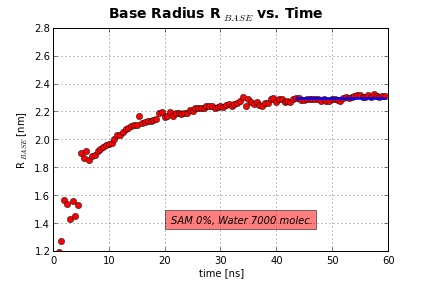 Base Radius R BASE vs. Time
2.8
2.6
2.4
2.2
2.0
1.8
1.6
1.4
1.2
R BASE [nm]
SAM 0%, Water 7000 molec.
0 10 20 30 40 50 60
time [ns]